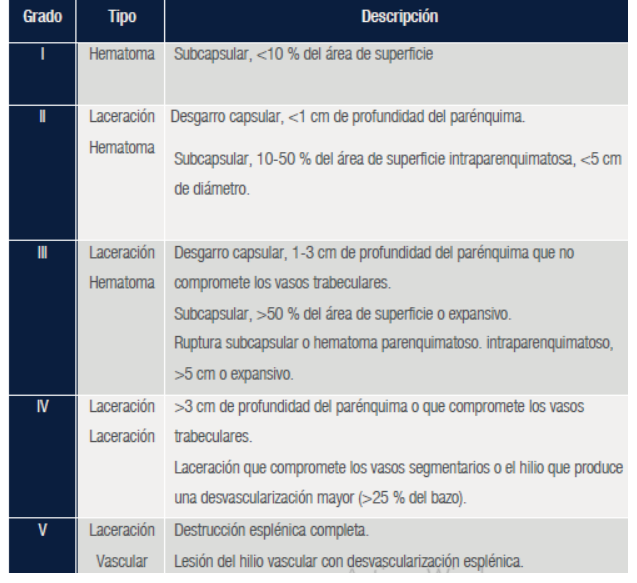 Grado Tipo Descripción
I Hematoma Subcapsular, <10 % del área de superficie
II Laceración Desgarro capsular, <1 cm de profundidad del parénquima.
Hematoma Subcapsular, 10-50 % del área de superficie intraparenquimatosa, <5 cm
de diámetro.
III Laceración Desgarro capsular, 1-3 cm de profundidad del parénquima que no
Hematoma compromete los vasos trabeculares.
Subcapsular, >50 % del área de superficie o expansivo.
Ruptura subcapsular o hematoma parenquimatoso. intraparenquimatoso,
>5 cm o expansivo.
IV Laceración >3 cm de profundidad del parénquima o que compromete los vasos
Laceración trabeculares.
Laceración que compromete los vasos segmentarios o el hilio que produce
una desvascularización mayor (>25 % del bazo).
V Laceración Destrucción esplénica completa.
Vascular Lesión del hilio vascular con desvascularización esplénica.